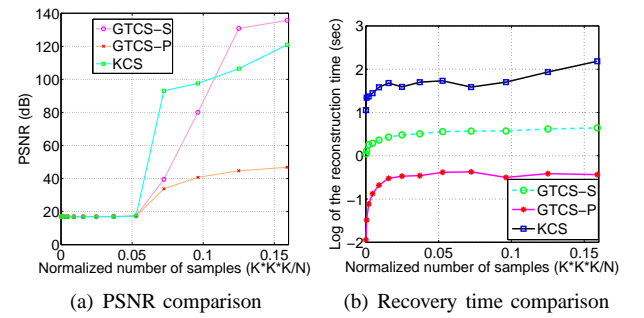 140
120
100
80
60
40
20
0
PSNR (dB)
GTCS−S
GTCS−P
KCS
0
0.05
0.1
0.15
Normalized number of samples (K*K*K/N)
(a) PSNR comparison
3
2
1
0
−1
−2
Log of the reconstruction time (sec)
GTCS−S
GTCS−P
KCS
0
0.05
0.1
0.15
Normalized number of samples (K*K*K/N)
(b) Recovery time comparison